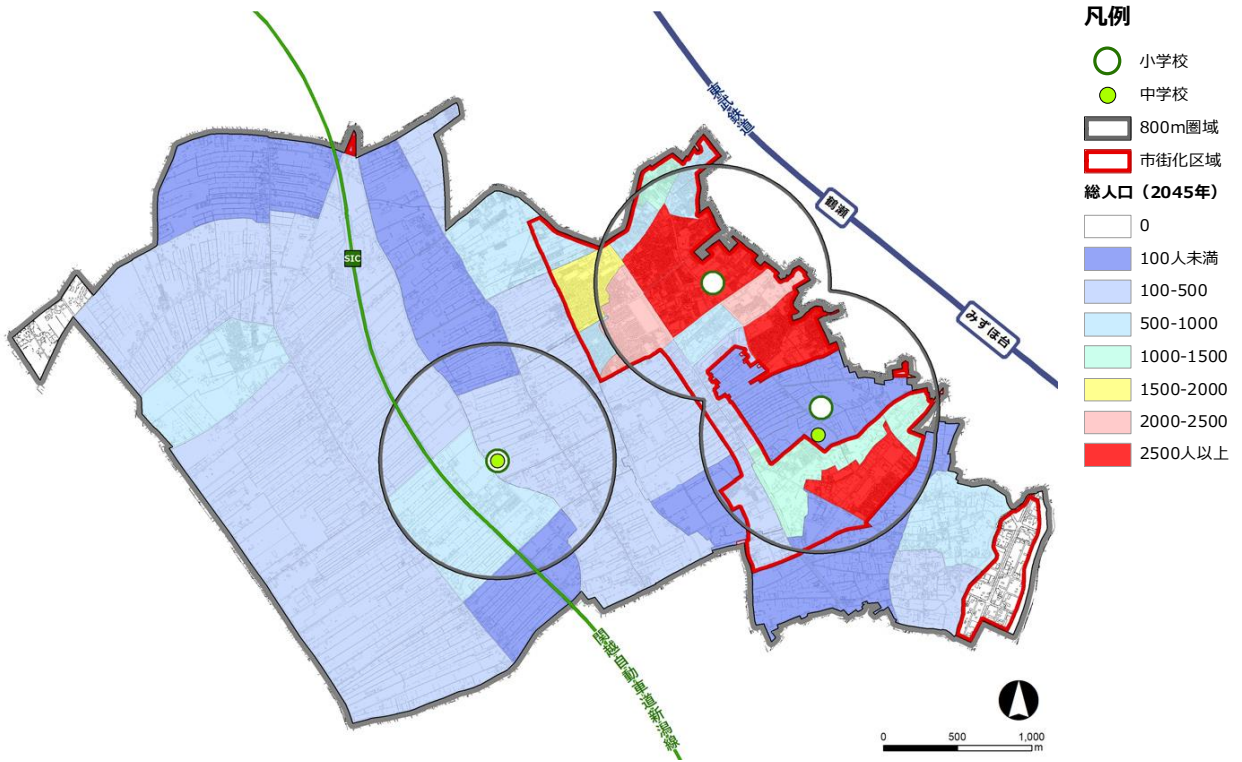 凡例
小学校
中学校
800m圏域
市街化区域
総人口（2045年）
0
100人未満
100-500
500-1000
1000-1500
1500-2000
2000-2500
2500人以上
東武鉄道
鶴瀬
みずほ台
SIC
関越自動車道新潟線
0 500 1,000
m